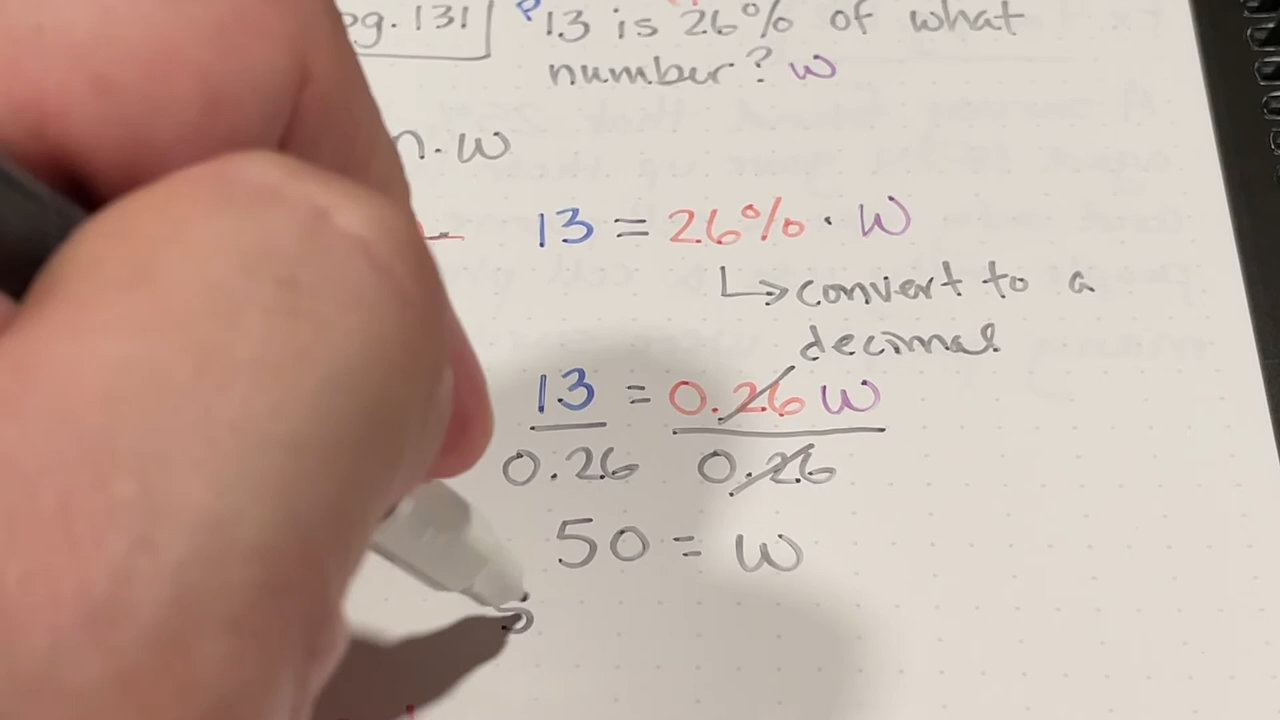 pg. 131
P 13 is 26% of what
number? w
· w
13 = 26% · w
↳ convert to a
decimal
13 = 0.26 w
0.26 0.26
50 = w